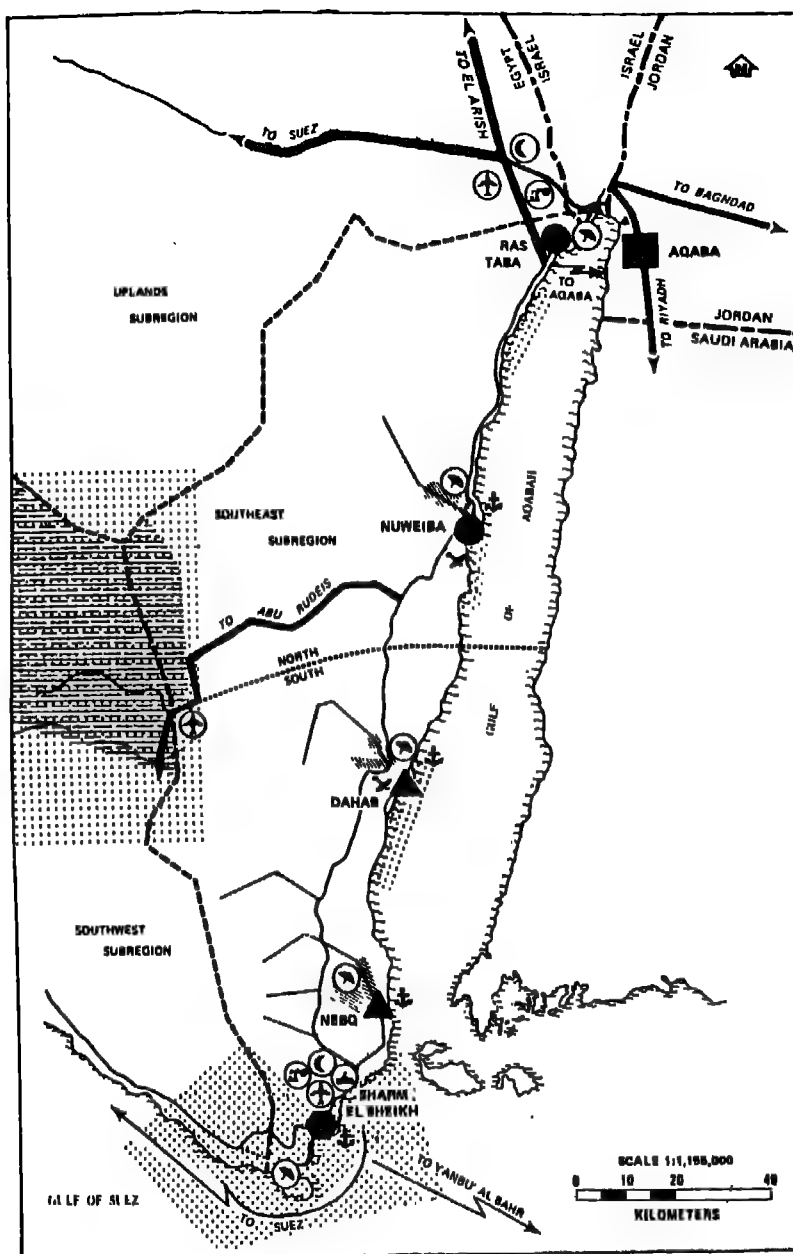 TO EL ARISH
EGYPT
ISRAEL
ISRAEL
JORDAN
N
TO SUEZ
TO BAGHDAD
RAS
TABA
AQABA
TO
AQABA
TO RIYADH
JORDAN
SAUDI ARABIA
UPLANDS
SUBREGION
SOUTHEAST
SUBREGION
NUWEIBA
AQABAH
OF
GULF
TO ABU RUDEIS
NORTH
SOUTH
DAHAB
SOUTHWEST
SUBREGION
NEBQ
SHARM
EL SHEIKH
GULF OF SUEZ
TO SUEZ
TO YANBU' AL BAHR
SCALE 1:1,155,000
0 10 20 40
KILOMETERS